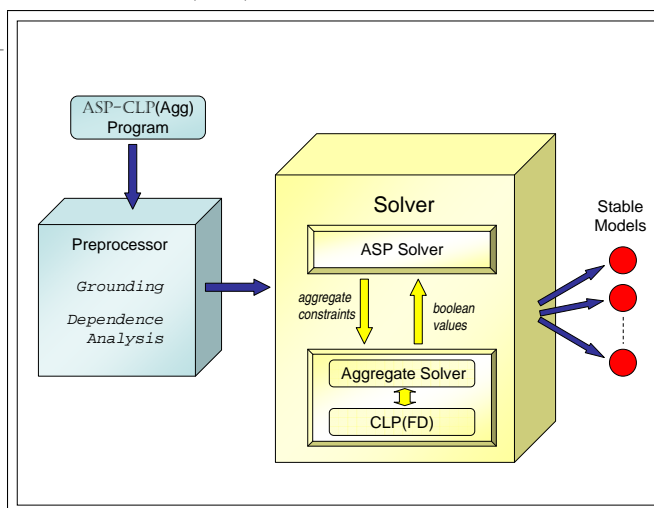 ASP-CLP(Agg)
Program
Preprocessor
Grounding
Dependence
Analysis
Solver
ASP Solver
aggregate
constraints
boolean
values
Aggregate Solver
CLP(FD)
Stable
Models